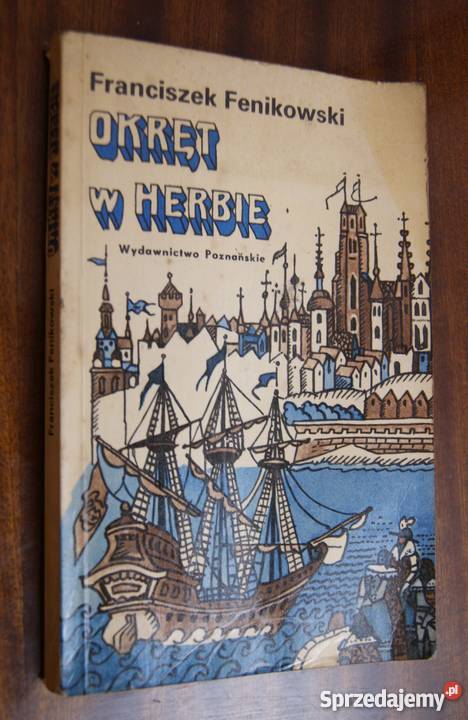 Franciszek Fenikowski
OKRĘT
W HERBIE
Wydawnictwo Poznańskie
Franciszek Fenikowski
OKRĘT W HERBIE
Sprzedajemy.pl